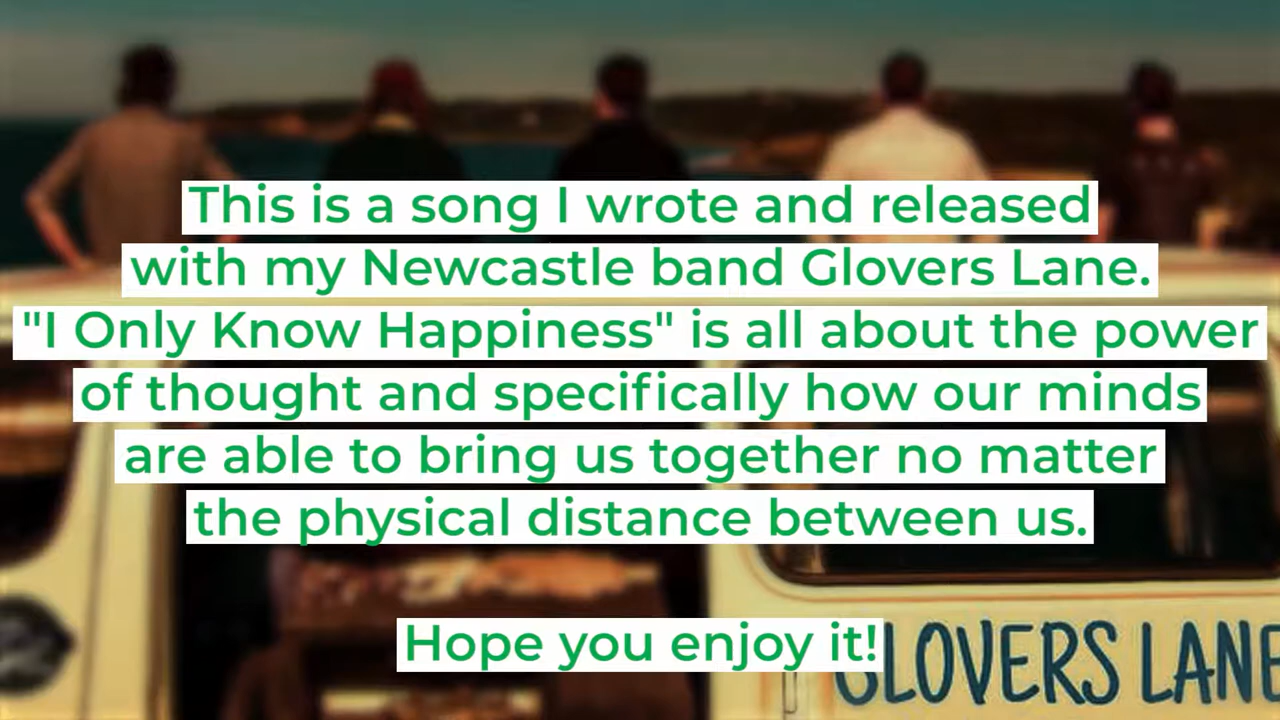 This is a song I wrote and released
with my Newcastle band Glovers Lane.
"I Only Know Happiness" is all about the power
of thought and specifically how our minds
are able to bring us together no matter
the physical distance between us.
Hope you enjoy it!
GLOVERS LANE